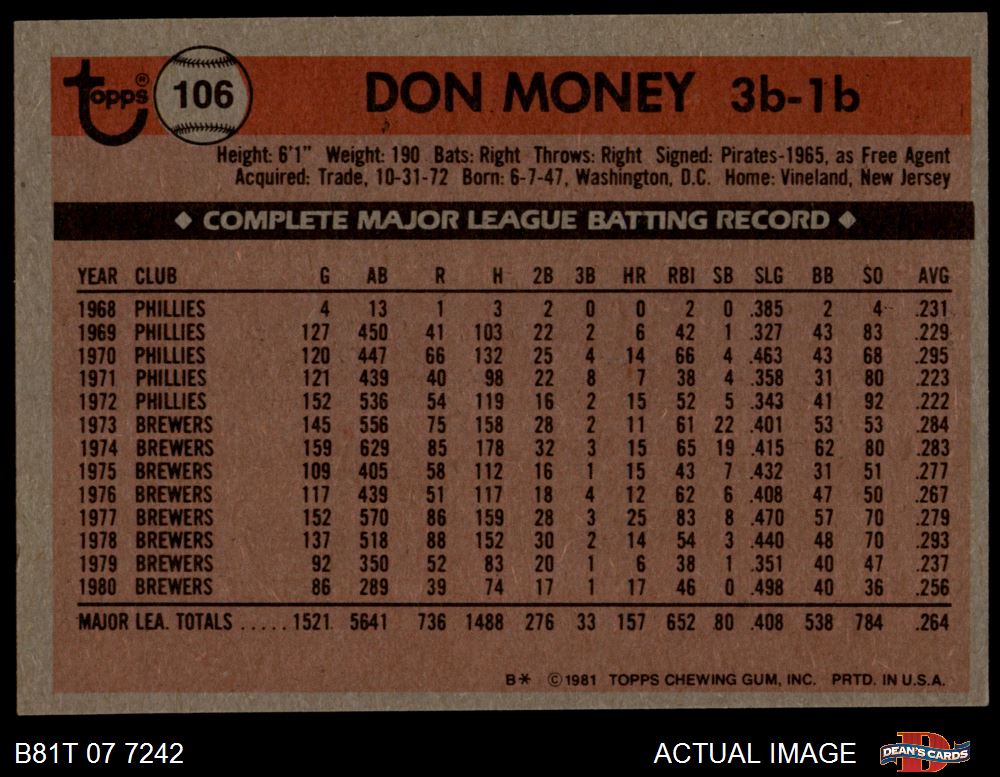 Topps® 106 DON MONEY 3b-1b
Height: 6'1" Weight: 190 Bats: Right Throws: Right Signed: Pirates-1965, as Free Agent
Acquired: Trade, 10-31-72 Born: 6-7-47, Washington, D.C. Home: Vineland, New Jersey
◆ COMPLETE MAJOR LEAGUE BATTING RECORD ◆
YEAR CLUB G AB R H 2B 3B HR RBI SB SLG BB SO AVG
1968 PHILLIES 4 13 1 3 2 0 0 2 0 .385 2 4 .231
1969 PHILLIES 127 450 41 103 22 2 6 42 1 .327 43 83 .229
1970 PHILLIES 120 447 66 132 25 4 14 66 4 .463 43 68 .295
1971 PHILLIES 121 439 40 98 22 8 7 38 4 .358 31 80 .223
1972 PHILLIES 152 536 54 119 16 2 15 52 5 .343 41 92 .222
1973 BREWERS 145 556 75 158 28 2 11 61 22 .401 53 53 .284
1974 BREWERS 159 629 85 178 32 3 15 65 19 .415 62 80 .283
1975 BREWERS 109 405 58 112 16 1 15 43 7 .432 31 51 .277
1976 BREWERS 117 439 51 117 18 4 12 62 6 .408 47 50 .267
1977 BREWERS 152 570 86 159 28 3 25 83 8 .470 57 70 .279
1978 BREWERS 137 518 88 152 30 2 14 54 3 .440 48 70 .293
1979 BREWERS 92 350 52 83 20 1 6 38 1 .351 40 47 .237
1980 BREWERS 86 289 39 74 17 1 17 46 0 .498 40 36 .256
MAJOR LEA. TOTALS ..... 1521 5641 736 1488 276 33 157 652 80 .408 538 784 .264
B* ©1981 TOPPS CHEWING GUM, INC. PRTD. IN U.S.A.
B81T 07 7242 ACTUAL IMAGE DEAN'S CARDS